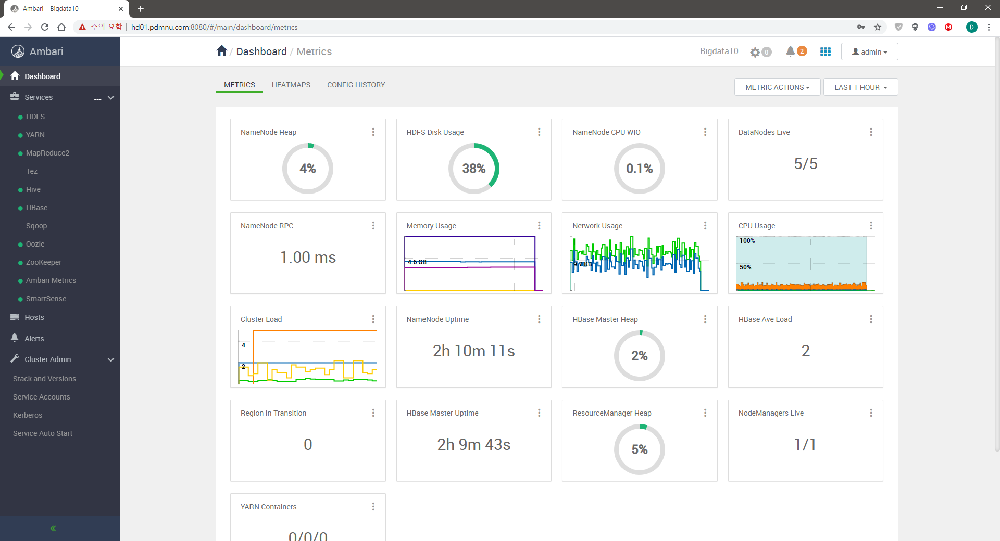 Ambari - Bigdata10
주의 요함 hd01.pdmnu.com:8080/#/main/dashboard/metrics
D
Ambari
Dashboard
Services ...
HDFS
YARN
MapReduce2
Tez
Hive
HBase
Sqoop
Oozie
ZooKeeper
Ambari Metrics
SmartSense
Hosts
Alerts
Cluster Admin
Stack and Versions
Service Accounts
Kerberos
Service Auto Start
/ Dashboard / Metrics
Bigdata10 0 2 admin
METRICS HEATMAPS CONFIG HISTORY
METRIC ACTIONS LAST 1 HOUR
NameNode Heap
4%
HDFS Disk Usage
38%
NameNode CPU WIO
0.1%
DataNodes Live
5/5
NameNode RPC
1.00 ms
Memory Usage
4.6 GB
Network Usage
9.7 KB
CPU Usage
100%
50%
Cluster Load
4
2
NameNode Uptime
2h 10m 11s
HBase Master Heap
2%
HBase Ave Load
2
Region In Transition
0
HBase Master Uptime
2h 9m 43s
ResourceManager Heap
5%
NodeManagers Live
1/1
YARN Containers
0/0/0